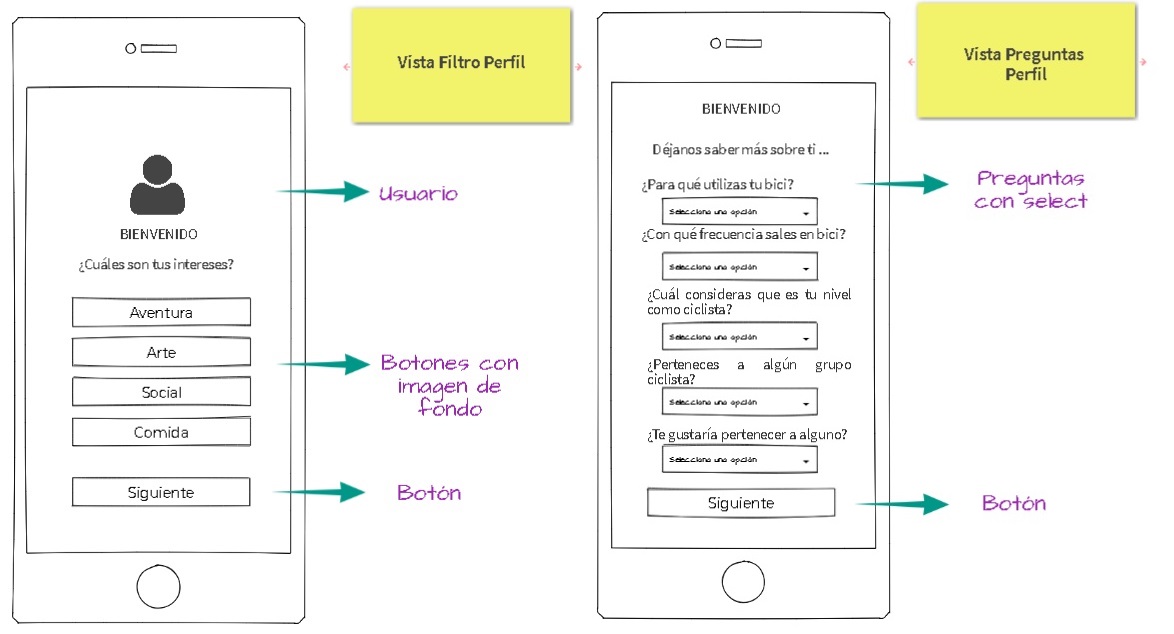 Vista Filtro Perfil
Usuario
BIENVENIDO
¿Cuáles son tus intereses?
Aventura
Arte
Social
Comida
Botones con
imagen de
fondo
Siguiente
Botón
Vista Preguntas
Perfil
BIENVENIDO
Déjanos saber más sobre ti ...
¿Para qué utilizas tu bici?
Selecciona una opción
Preguntas
con select
¿Con qué frecuencia sales en bici?
Selecciona una opción
¿Cuál consideras que es tu nivel
como ciclista?
Selecciona una opción
¿Perteneces a algún grupo
ciclista?
Selecciona una opción
¿Te gustaría pertenecer a alguno?
Selecciona una opción
Siguiente
Botón